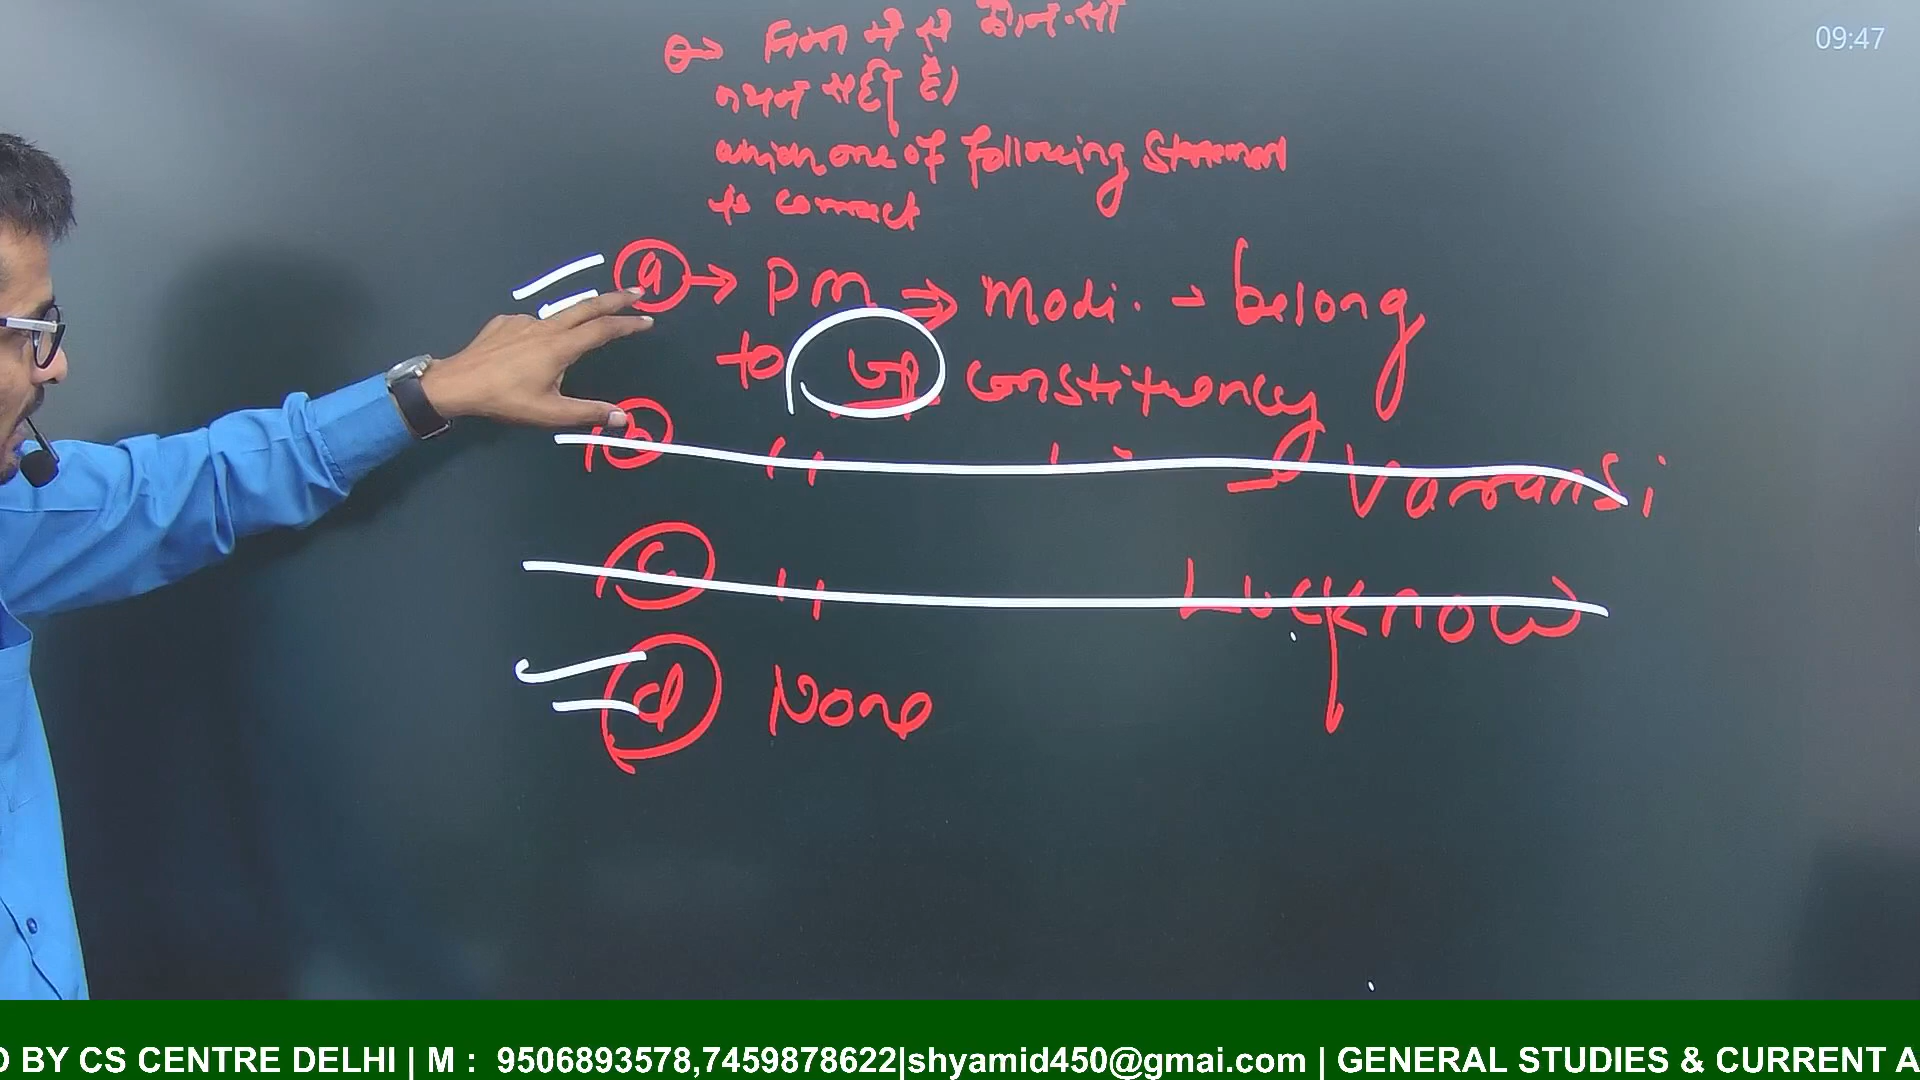 09:47
Q→ निम्न में से कौन-सा
कथन सही है।
which one of following Statement
is correct
(a) → PM ⇒ Modi. - belong
to UP constituency
(b) " " → Varransi
(c) " Lucknow
(d) None
D BY CS CENTRE DELHI | M : 9506893578,7459878622|shyamid450@gmai.com | GENERAL STUDIES & CURRENT A